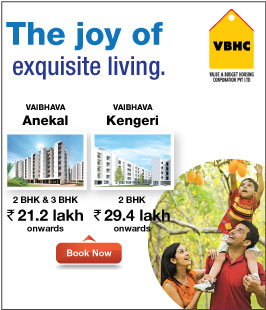 The joy of
exquisite living.
VBHC
VALUE & BUDGET HOUSING
CORPORATION PVT LTD
VAIBHAVA
Anekal
2 BHK & 3 BHK
₹ 21.2 lakh
onwards
VAIBHAVA
Kengeri
2 BHK
₹ 29.4 lakh
onwards
Book Now